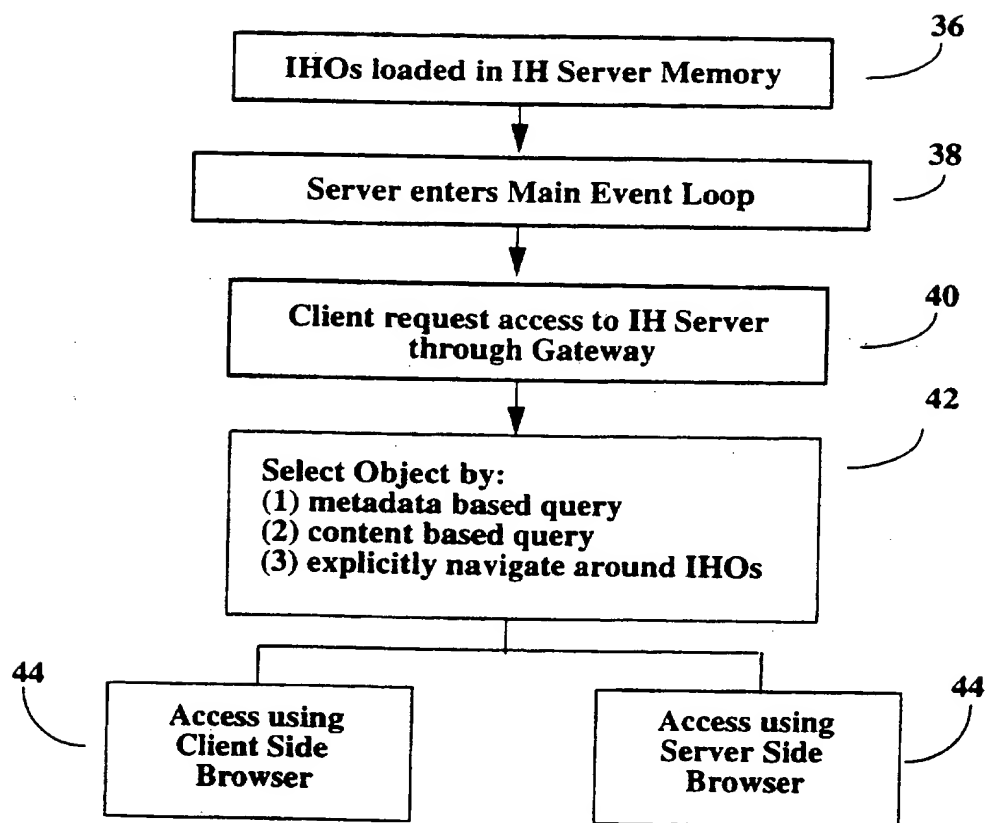 36
IHOs loaded in IH Server Memory
38
Server enters Main Event Loop
40
Client request access to IH Server
through Gateway
42
Select Object by:
(1) metadata based query
(2) content based query
(3) explicitly navigate around IHOs
44
Access using
Client Side
Browser
44
Access using
Server Side
Browser